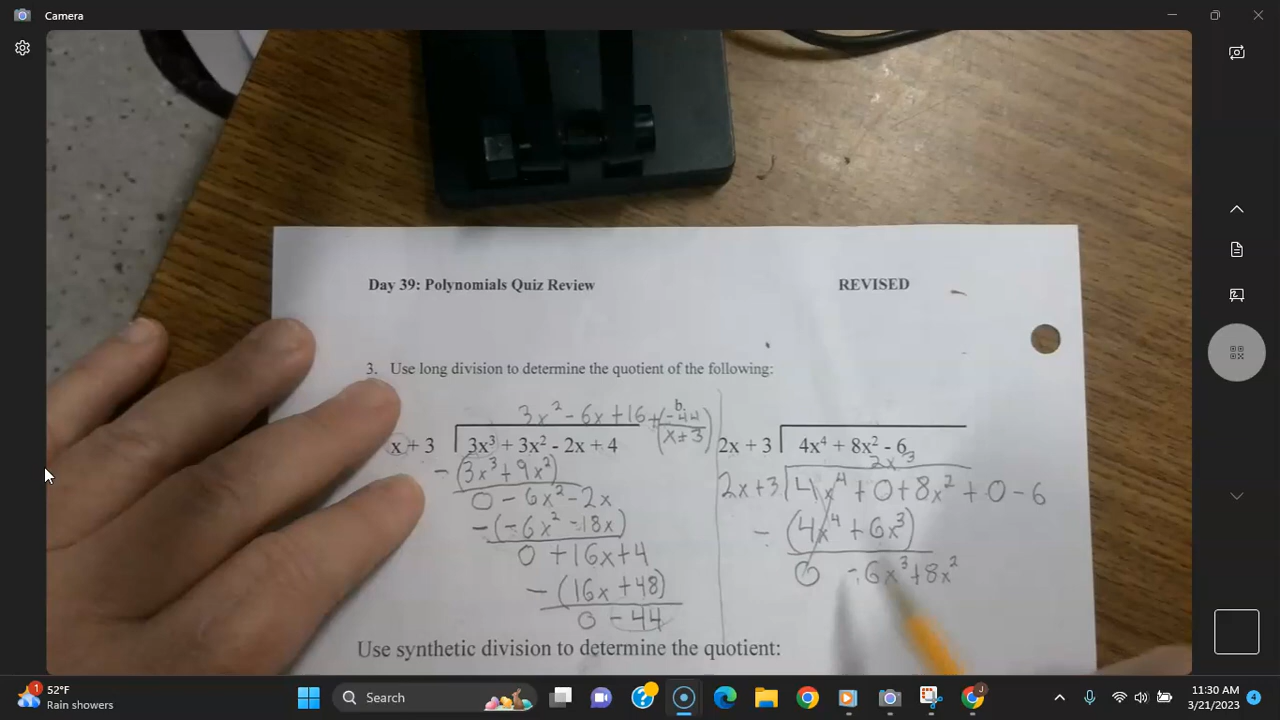 Camera
Day 39: Polynomials Quiz Review
REVISED
3. Use long division to determine the quotient of the following:
b.
3x² - 6x + 16 + (-44 / x+3)
x + 3 3x³ + 3x² - 2x + 4
- (3x³ + 9x²)
0 - 6x² - 2x
- (-6x² - 18x)
0 + 16x + 4
- (16x + 48)
0 - 44
2x + 3 4x⁴ + 8x² - 6
2x³
2x+3 4x⁴ + 0 + 8x² + 0 - 6
- (4x⁴ + 6x³)
0 - 6x³ + 8x²
Use synthetic division to determine the quotient:
1
52°F
Rain showers
Search
J
11:30 AM
3/21/2023
4